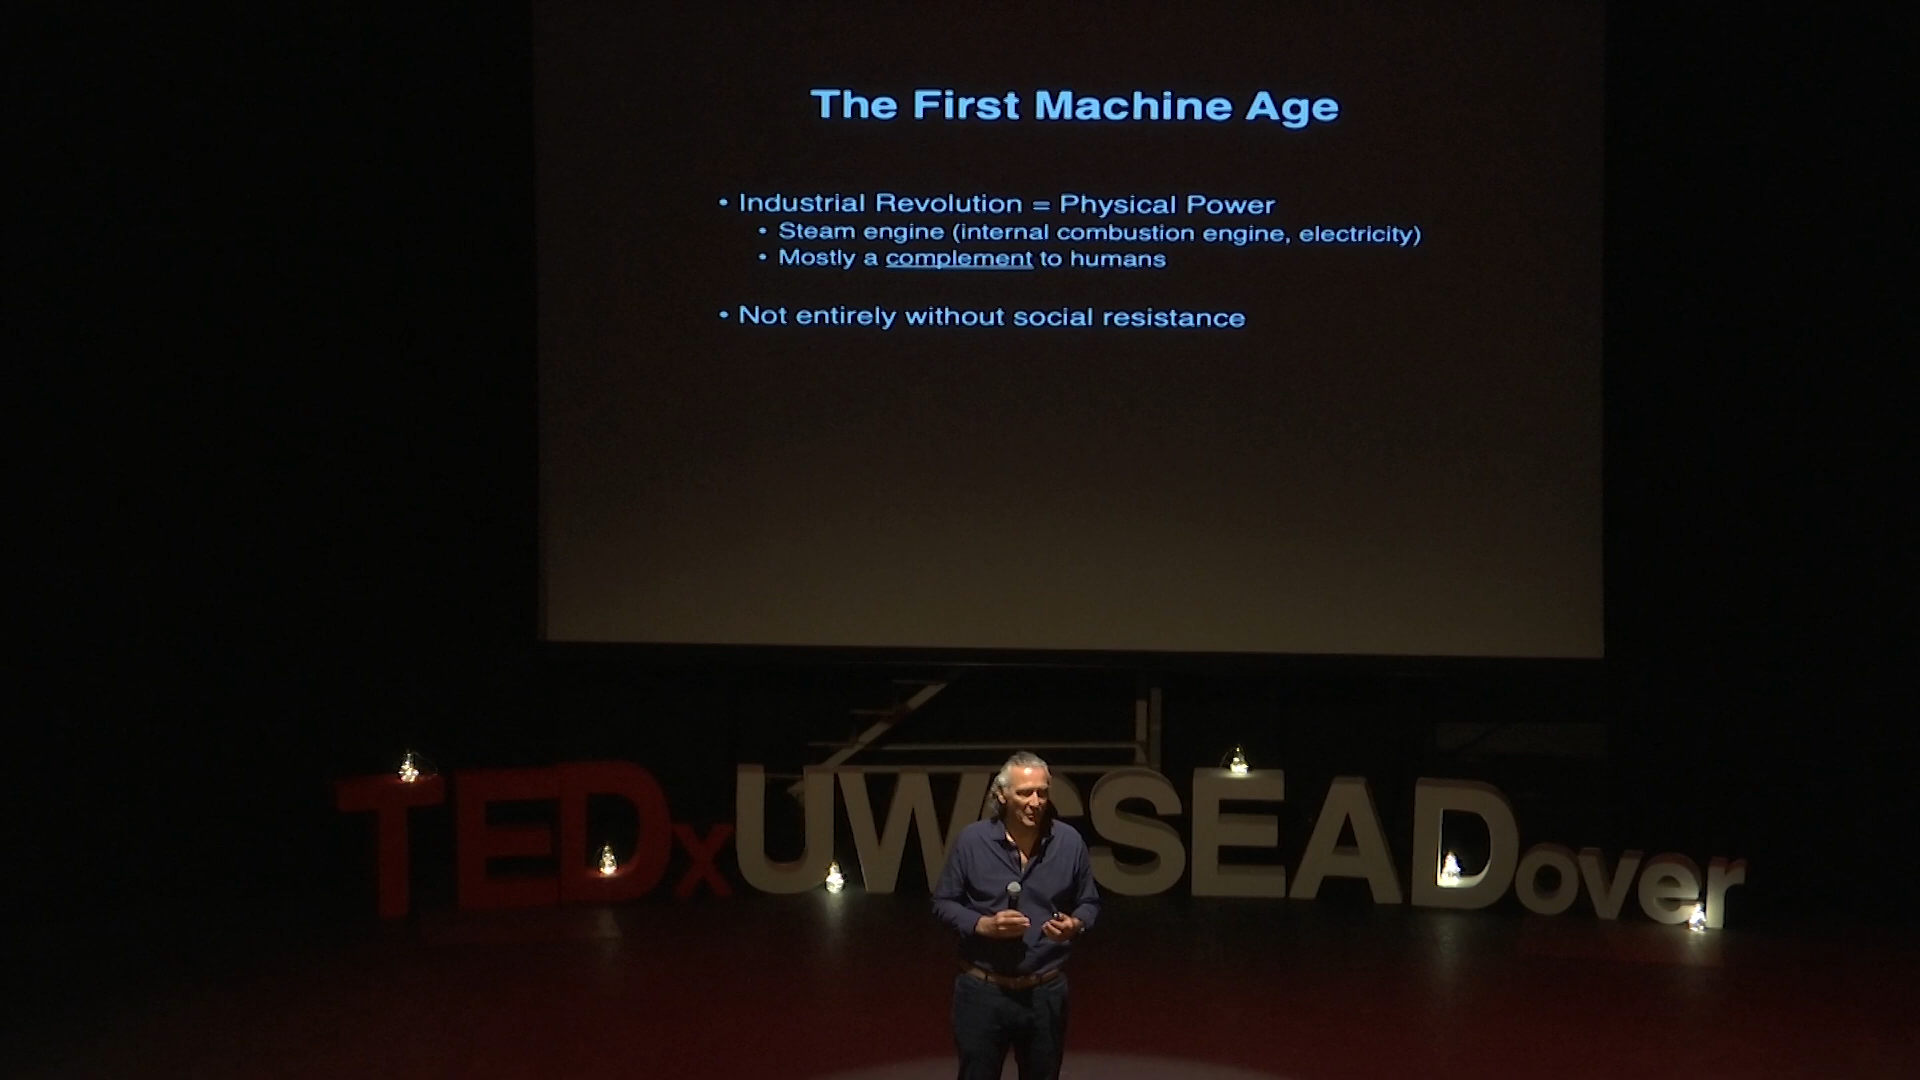 The First Machine Age
• Industrial Revolution = Physical Power
• Steam engine (internal combustion engine, electricity)
• Mostly a complement to humans
• Not entirely without social resistance
TEDxUWCSEADover